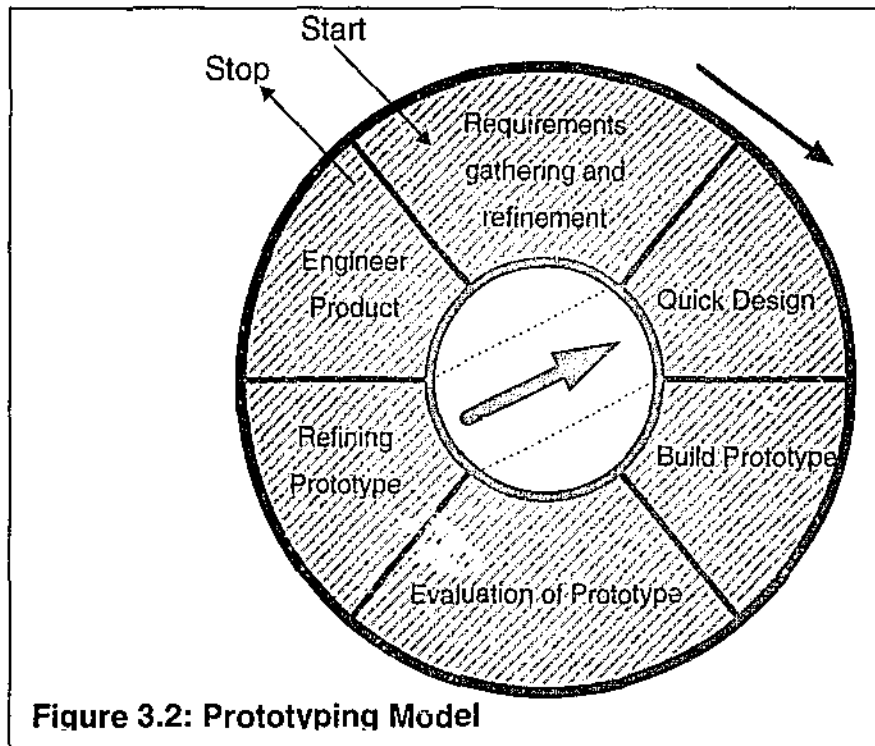 Start
Stop
Requirements
gathering and
refinement
Quick Design
Build Prototype
Evaluation of Prototype
Refining
Prototype
Engineer
Product
Figure 3.2: Prototyping Model